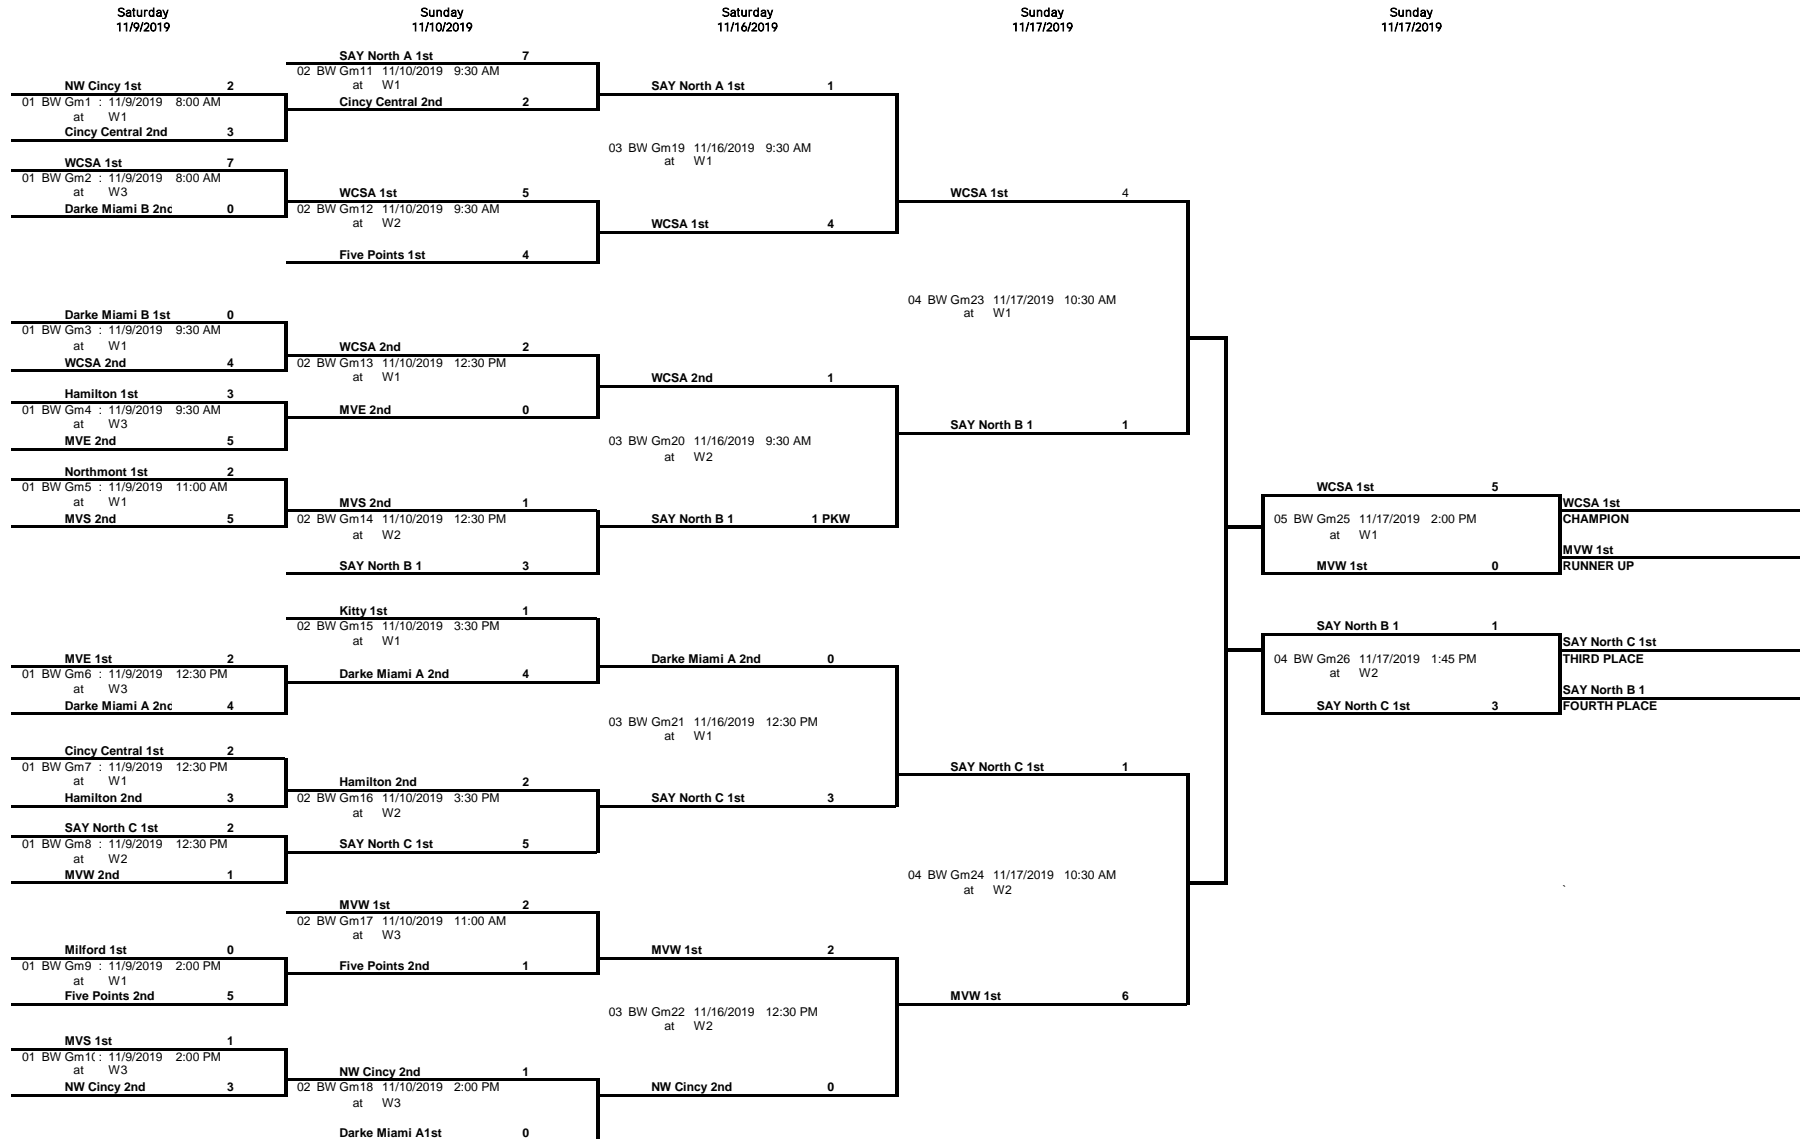 Saturday
11/9/2019
Sunday
11/10/2019
Saturday
11/16/2019
Sunday
11/17/2019
Sunday
11/17/2019
NW Cincy 1st 2
01 BW Gm1 : 11/9/2019 8:00 AM
at W1
Cincy Central 2nd 3
WCSA 1st 7
01 BW Gm2 : 11/9/2019 8:00 AM
at W3
Darke Miami B 2nd 0
Darke Miami B 1st 0
01 BW Gm3 : 11/9/2019 9:30 AM
at W1
WCSA 2nd 4
Hamilton 1st 3
01 BW Gm4 : 11/9/2019 9:30 AM
at W3
MVE 2nd 5
Northmont 1st 2
01 BW Gm5 : 11/9/2019 11:00 AM
at W1
MVS 2nd 5
MVE 1st 2
01 BW Gm6 : 11/9/2019 12:30 PM
at W3
Darke Miami A 2nd 4
Cincy Central 1st 2
01 BW Gm7 : 11/9/2019 12:30 PM
at W1
Hamilton 2nd 3
SAY North C 1st 2
01 BW Gm8 : 11/9/2019 12:30 PM
at W2
MVW 2nd 1
Milford 1st 0
01 BW Gm9 : 11/9/2019 2:00 PM
at W1
Five Points 2nd 5
MVS 1st 1
01 BW Gm1( : 11/9/2019 2:00 PM
at W3
NW Cincy 2nd 3
SAY North A 1st 7
02 BW Gm11 11/10/2019 9:30 AM
at W1
Cincy Central 2nd 2
WCSA 1st 5
02 BW Gm12 11/10/2019 9:30 AM
at W2
Five Points 1st 4
WCSA 2nd 2
02 BW Gm13 11/10/2019 12:30 PM
at W1
MVE 2nd 0
MVS 2nd 1
02 BW Gm14 11/10/2019 12:30 PM
at W2
SAY North B 1 3
Kitty 1st 1
02 BW Gm15 11/10/2019 3:30 PM
at W1
Darke Miami A 2nd 4
Hamilton 2nd 2
02 BW Gm16 11/10/2019 3:30 PM
at W2
SAY North C 1st 5
MVW 1st 2
02 BW Gm17 11/10/2019 11:00 AM
at W3
Five Points 2nd 1
NW Cincy 2nd 1
02 BW Gm18 11/10/2019 2:00 PM
at W3
Darke Miami A1st 0
SAY North A 1st 1
03 BW Gm19 11/16/2019 9:30 AM
at W1
WCSA 1st 4
WCSA 2nd 1
03 BW Gm20 11/16/2019 9:30 AM
at W2
SAY North B 1 1 PKW
Darke Miami A 2nd 0
03 BW Gm21 11/16/2019 12:30 PM
at W1
SAY North C 1st 3
MVW 1st 2
03 BW Gm22 11/16/2019 12:30 PM
at W2
NW Cincy 2nd 0
WCSA 1st 4
04 BW Gm23 11/17/2019 10:30 AM
at W1
SAY North B 1 1
SAY North C 1st 1
04 BW Gm24 11/17/2019 10:30 AM
at W2
MVW 1st 6
WCSA 1st 5
05 BW Gm25 11/17/2019 2:00 PM
at W1
MVW 1st 0
SAY North B 1 1
04 BW Gm26 11/17/2019 1:45 PM
at W2
SAY North C 1st 3
WCSA 1st
CHAMPION
MVW 1st
RUNNER UP
SAY North C 1st
THIRD PLACE
SAY North B 1
FOURTH PLACE
`